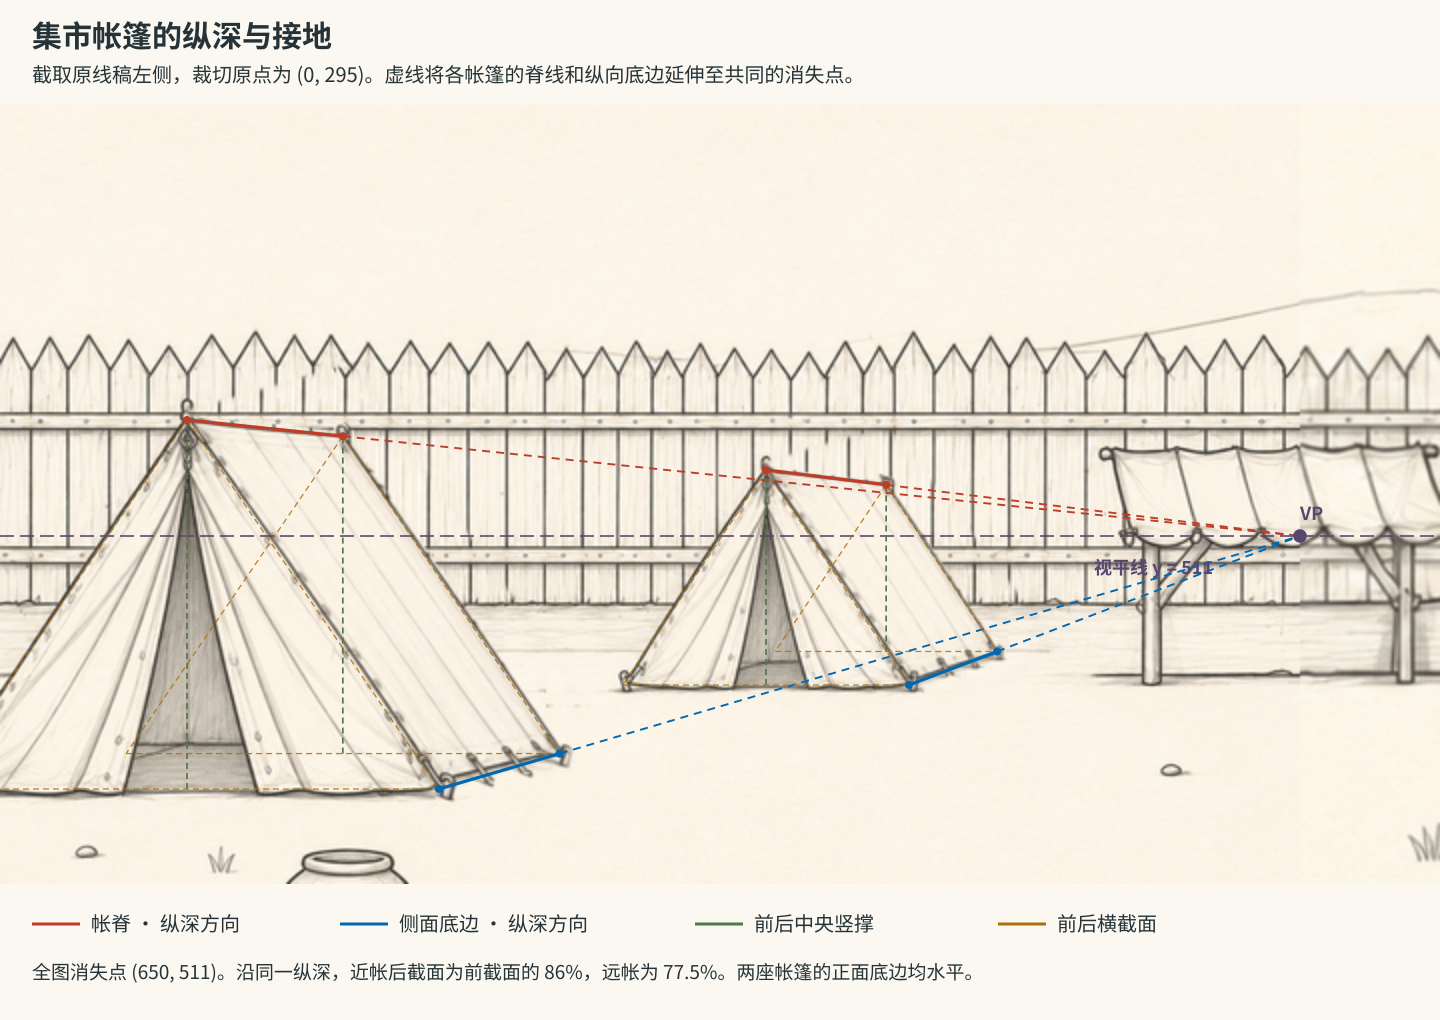 集市帐篷的纵深与接地
截取原线稿左侧，裁切原点为 (0, 295)。虚线将各帐篷的脊线和纵向底边延伸至共同的消失点。
VP
视平线 y = 511
帐脊 · 纵深方向
侧面底边 · 纵深方向
前后中央竖撑
前后横截面
全图消失点 (650, 511)。沿同一纵深，近帐后截面为前截面的 86%，远帐为 77.5%。两座帐篷的正面底边均水平。